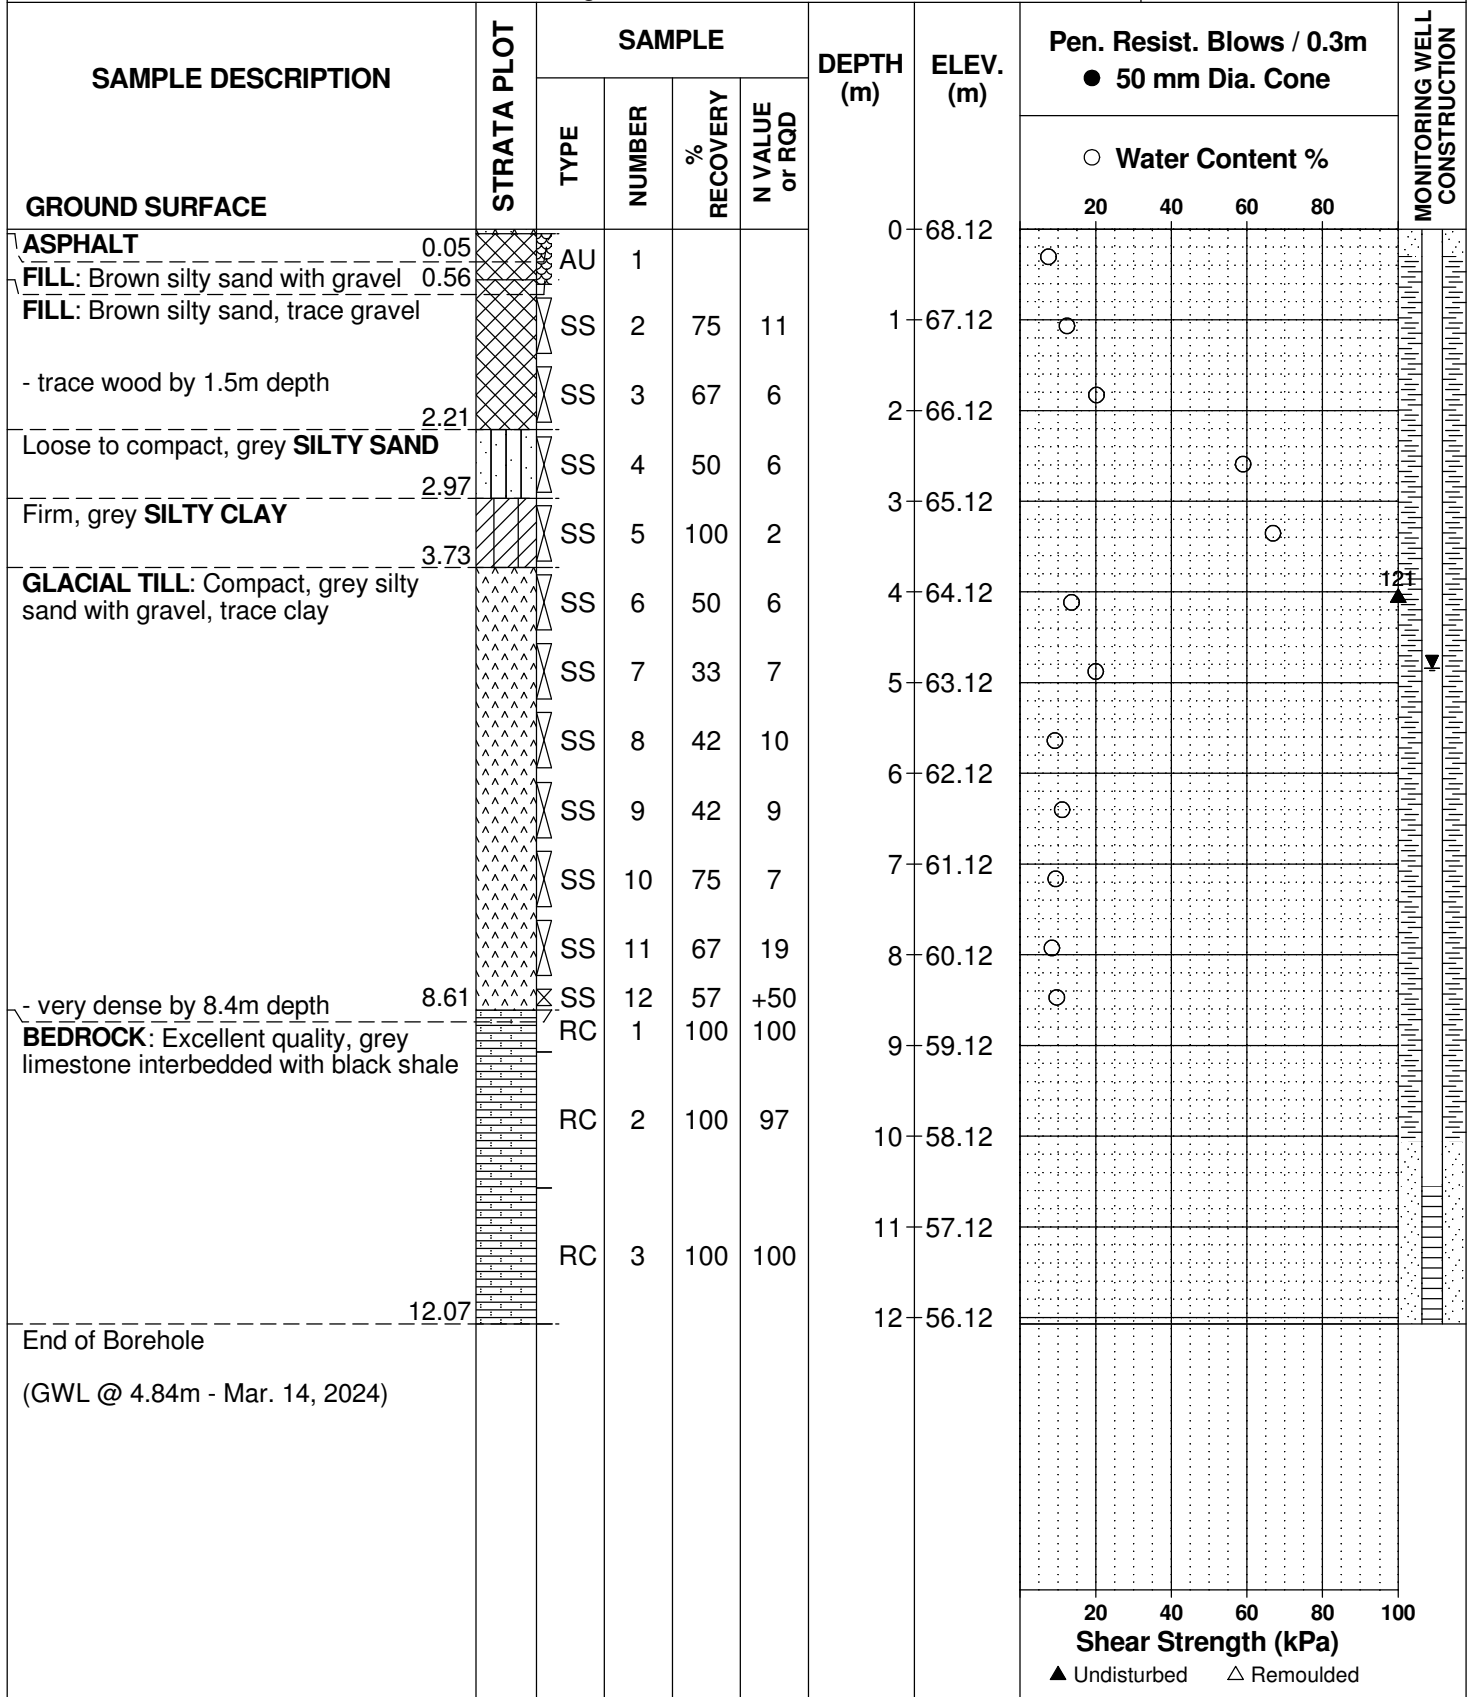 SAMPLE DESCRIPTION
GROUND SURFACE
STRATA PLOT
SAMPLE
TYPE
NUMBER
%
RECOVERY
N VALUE
or RQD
DEPTH
(m)
ELEV.
(m)
Pen. Resist. Blows / 0.3m
● 50 mm Dia. Cone
○ Water Content %
20 40 60 80
MONITORING WELL
CONSTRUCTION
0 68.12
ASPHALT 0.05
AU 1
FILL: Brown silty sand with gravel 0.56
FILL: Brown silty sand, trace gravel
SS 2 75 11
1 67.12
- trace wood by 1.5m depth
SS 3 67 6
2.21
2 66.12
Loose to compact, grey SILTY SAND
SS 4 50 6
2.97
3 65.12
Firm, grey SILTY CLAY
SS 5 100 2
3.73
121
GLACIAL TILL: Compact, grey silty
sand with gravel, trace clay
4 64.12
SS 6 50 6
SS 7 33 7
5 63.12
SS 8 42 10
6 62.12
SS 9 42 9
7 61.12
SS 10 75 7
SS 11 67 19
8 60.12
- very dense by 8.4m depth 8.61
SS 12 57 +50
RC 1 100 100
BEDROCK: Excellent quality, grey
limestone interbedded with black shale
9 59.12
RC 2 100 97
10 58.12
11 57.12
RC 3 100 100
12.07
12 56.12
End of Borehole
(GWL @ 4.84m - Mar. 14, 2024)
20 40 60 80 100
Shear Strength (kPa)
▲ Undisturbed △ Remoulded